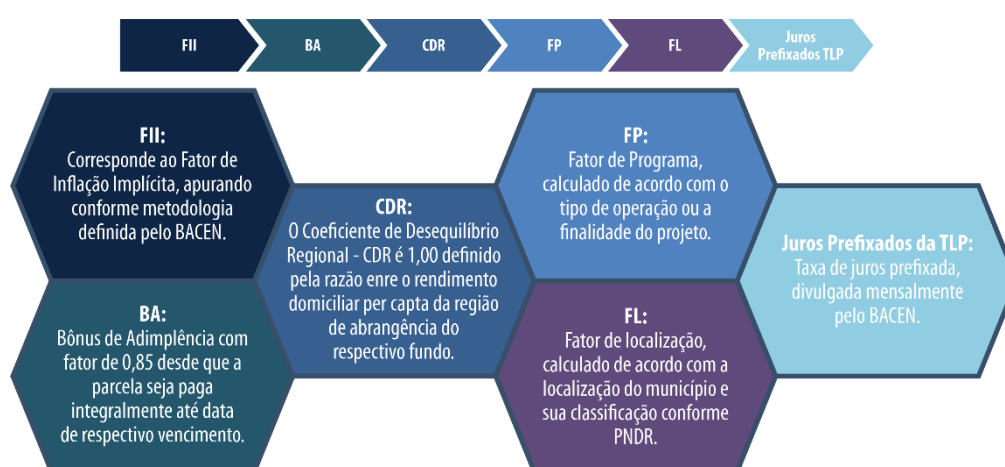 FII
BA
CDR
FP
FL
Juros
Prefixados TLP
FII:
Corresponde ao Fator de
Inflação Implícita, apurando
conforme metodologia
definida pelo BACEN.
BA:
Bônus de Adimplência com
fator de 0,85 desde que a
parcela seja paga
integralmente até data
de respectivo vencimento.
CDR:
O Coeficiente de Desequilíbrio
Regional - CDR é 1,00 definido
pela razão enre o rendimento
domiciliar per capta da região
de abrangência do
respectivo fundo.
FP:
Fator de Programa,
calculado de acordo com o
tipo de operação ou a
finalidade do projeto.
FL:
Fator de localização,
calculado de acordo com a
localização do município e
sua classificação conforme
PNDR.
Juros Prefixados da TLP:
Taxa de juros prefixada,
divulgada mensalmente
pelo BACEN.